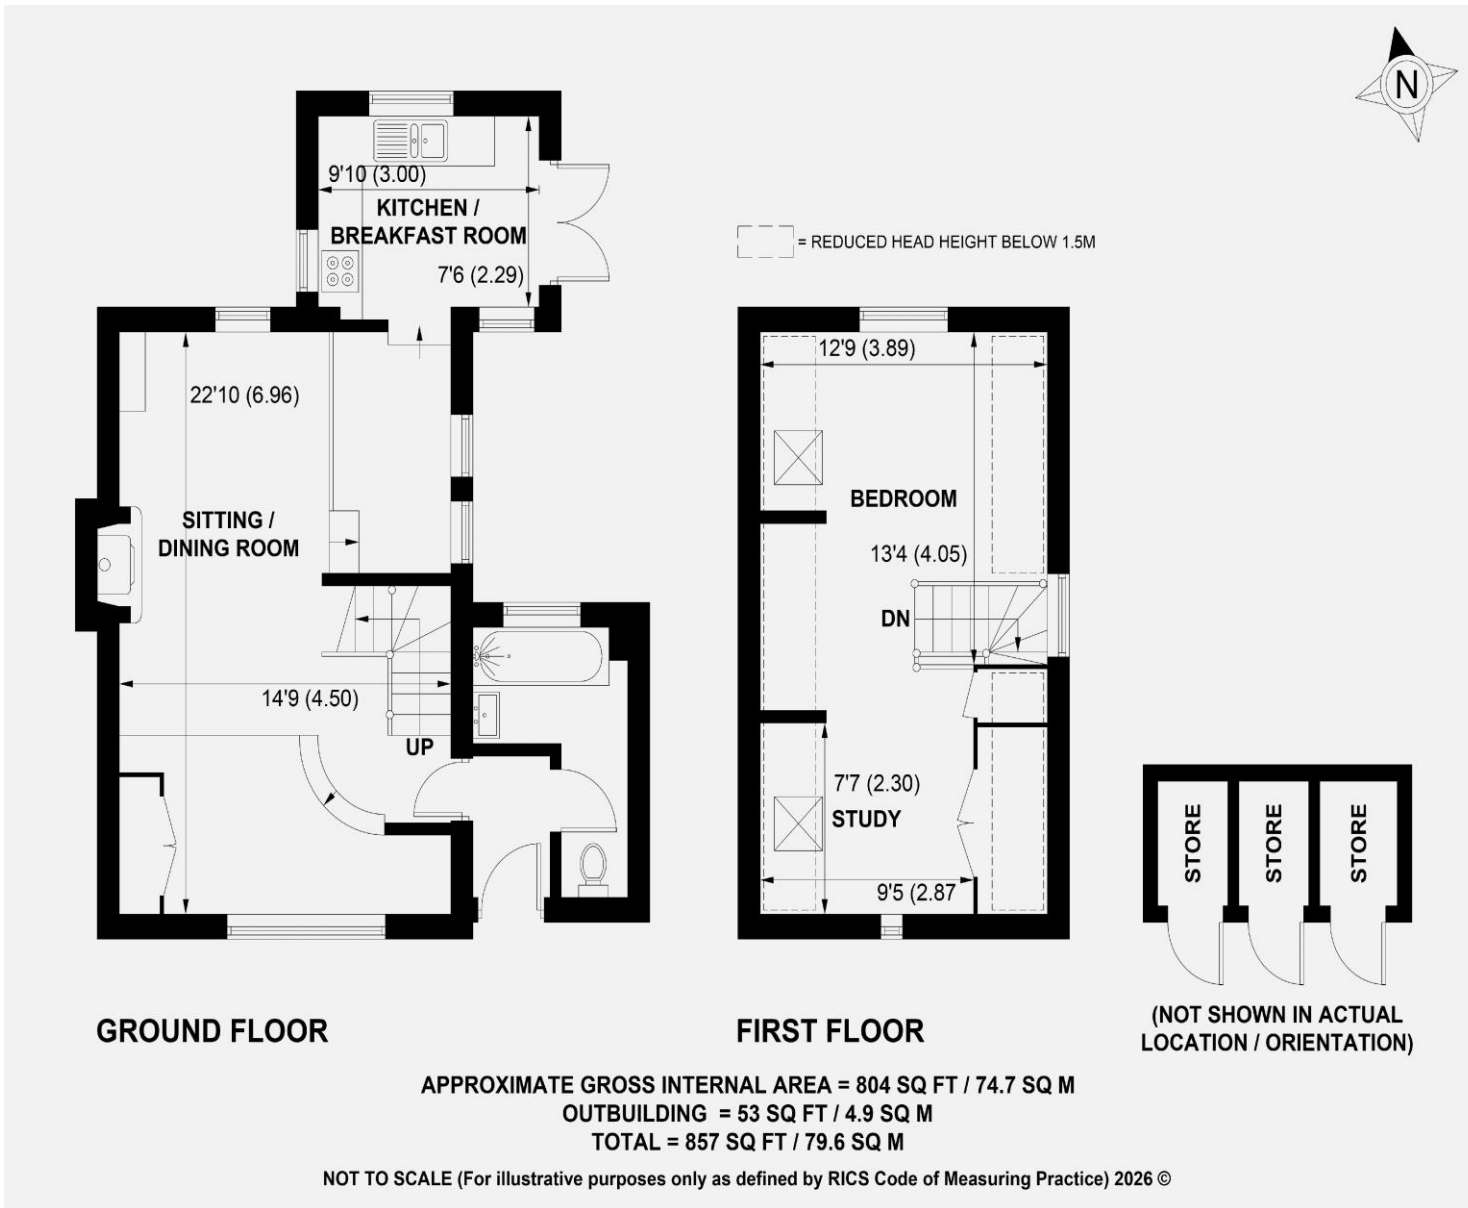 N
9'10 (3.00)
KITCHEN /
BREAKFAST ROOM
7'6 (2.29)
= REDUCED HEAD HEIGHT BELOW 1.5M
22'10 (6.96)
SITTING /
DINING ROOM
14'9 (4.50)
UP
12'9 (3.89)
BEDROOM
13'4 (4.05)
DN
7'7 (2.30)
STUDY
9'5 (2.87
STORE
STORE
STORE
(NOT SHOWN IN ACTUAL
LOCATION / ORIENTATION)
GROUND FLOOR
FIRST FLOOR
APPROXIMATE GROSS INTERNAL AREA = 804 SQ FT / 74.7 SQ M
OUTBUILDING = 53 SQ FT / 4.9 SQ M
TOTAL = 857 SQ FT / 79.6 SQ M
NOT TO SCALE (For illustrative purposes only as defined by RICS Code of Measuring Practice) 2026 ©